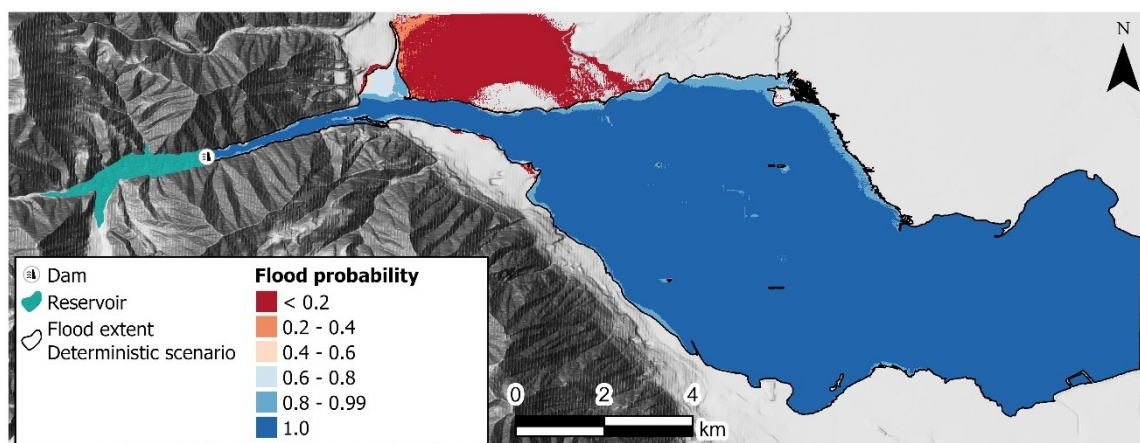 N
Dam
Reservoir
Flood extent
Deterministic scenario
Flood probability
< 0.2
0.2 - 0.4
0.4 - 0.6
0.6 - 0.8
0.8 - 0.99
1.0
0 2 4
km